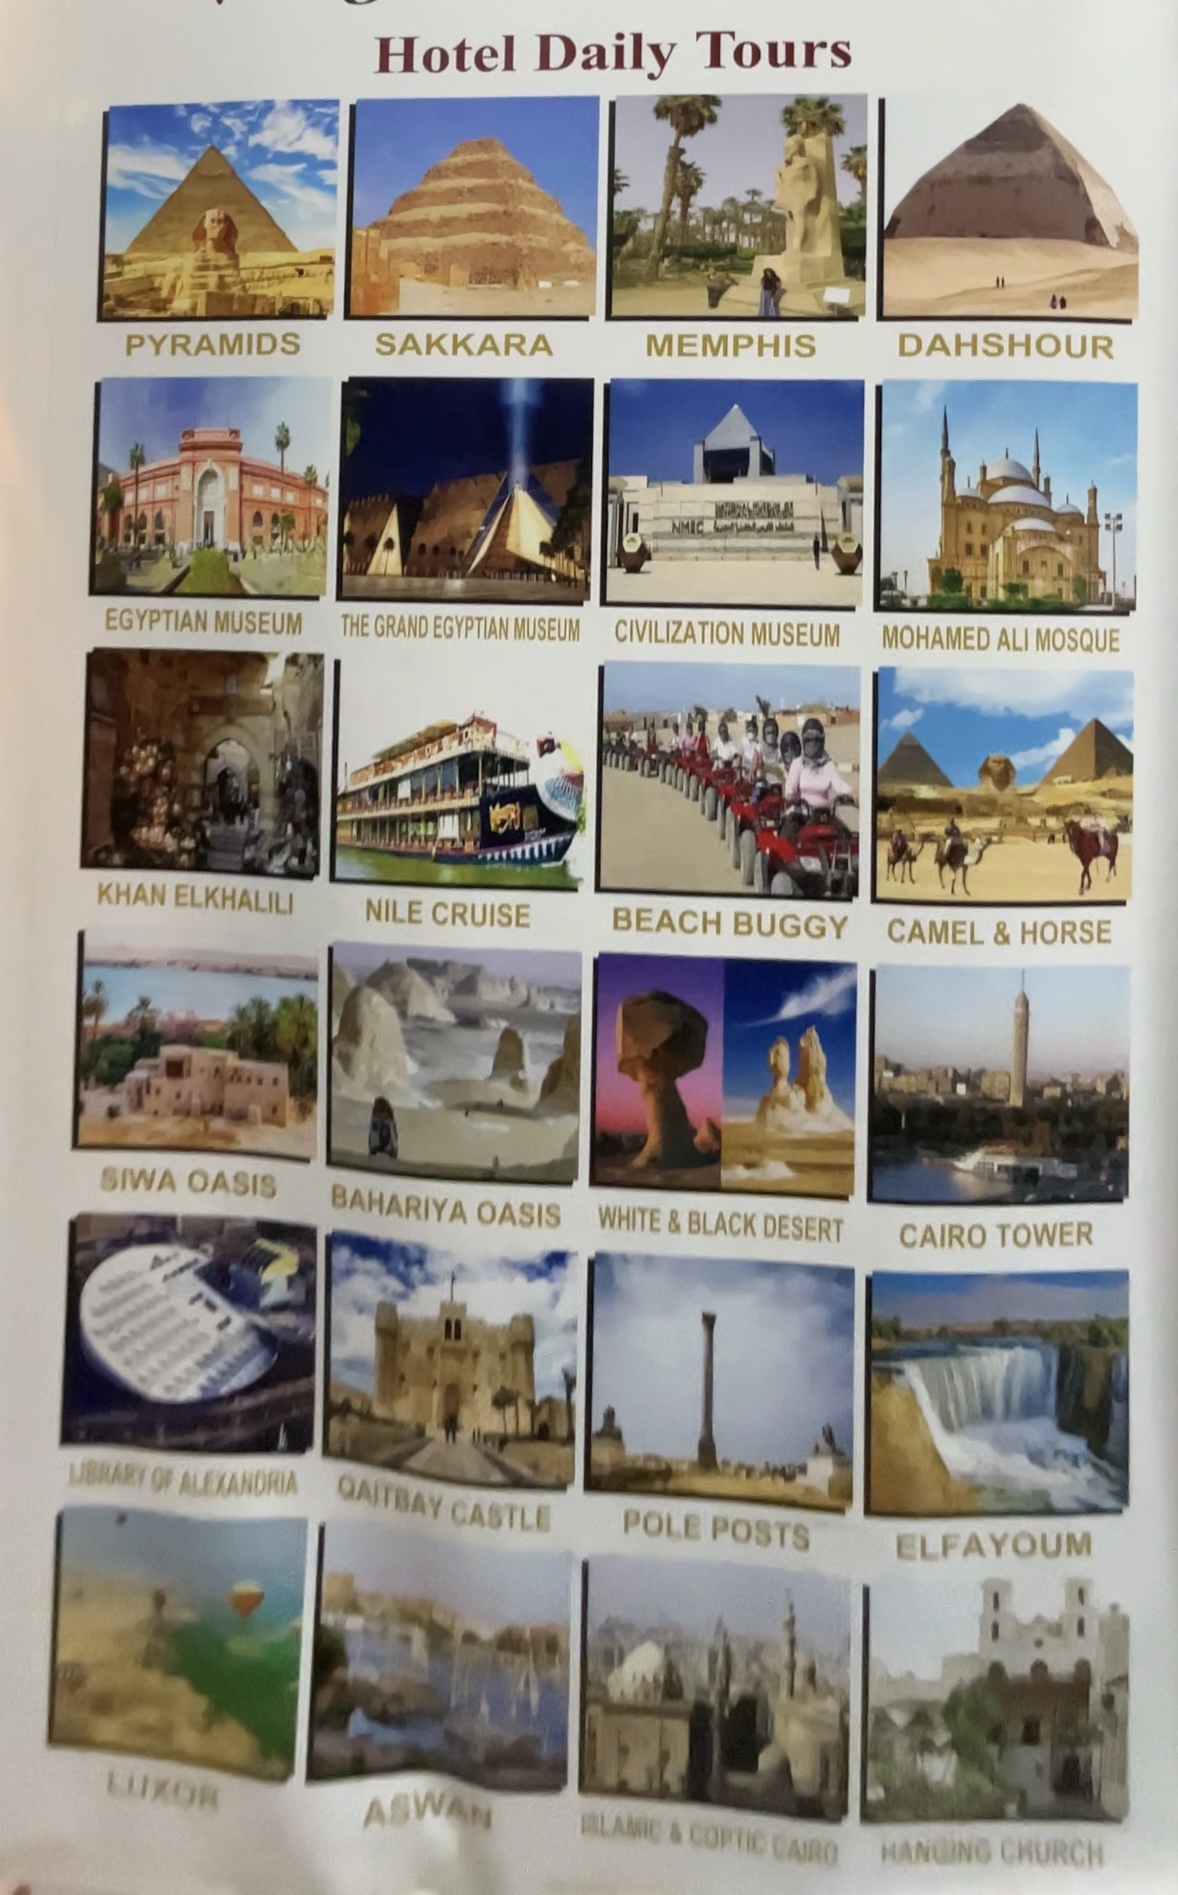 Hotel Daily Tours
PYRAMIDS
SAKKARA
MEMPHIS
DAHSHOUR
EGYPTIAN MUSEUM
THE GRAND EGYPTIAN MUSEUM
NMEC
CIVILIZATION MUSEUM
MOHAMED ALI MOSQUE
KHAN ELKHALILI
NILE CRUISE
BEACH BUGGY
CAMEL & HORSE
SIWA OASIS
BAHARIYA OASIS
WHITE & BLACK DESERT
CAIRO TOWER
LIBRARY OF ALEXANDRIA
QAITBAY CASTLE
POLE POSTS
ELFAYOUM
LUXOR
ASWAN
ISLAMIC & COPTIC CAIRO
HANGING CHURCH